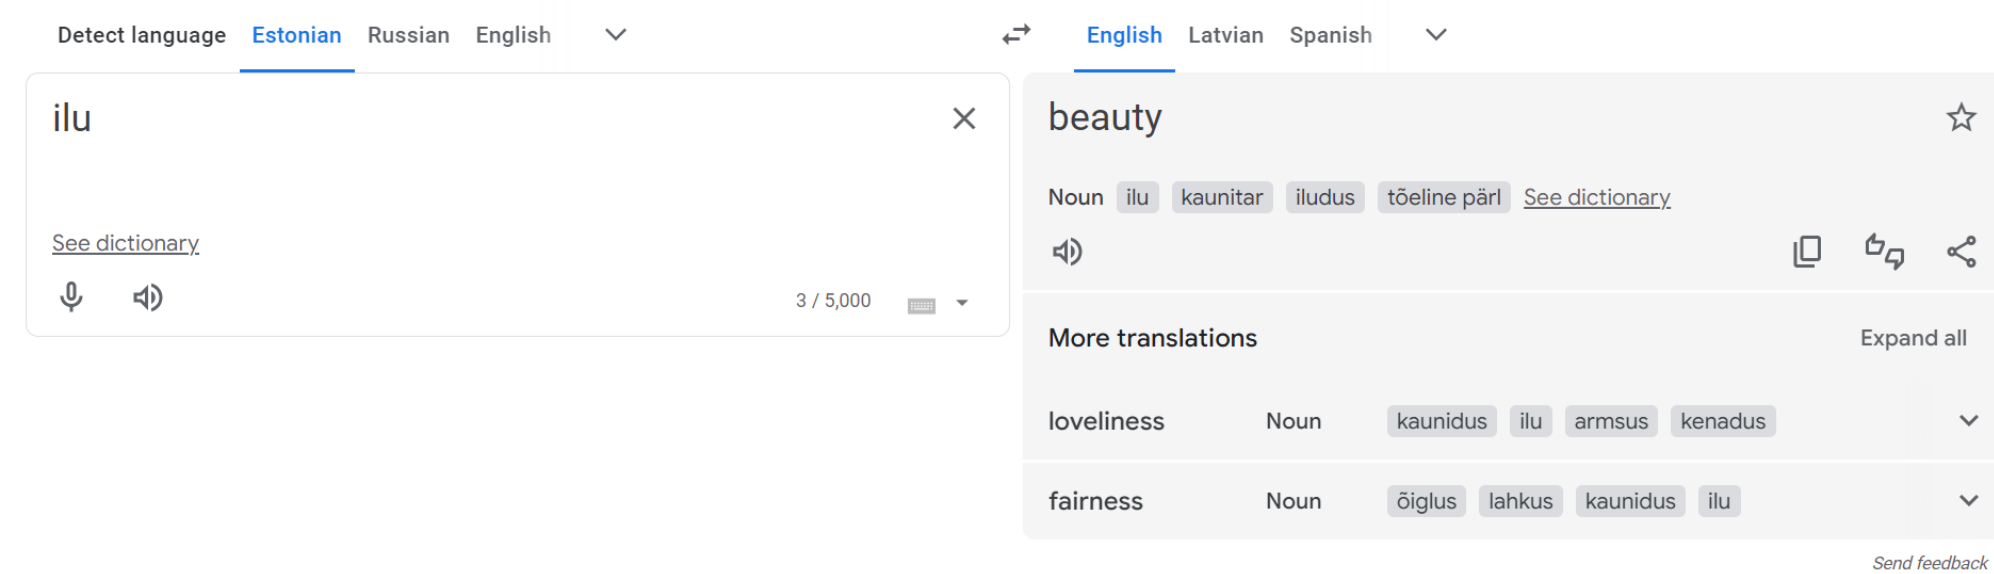 Detect language Estonian Russian English
English Latvian Spanish
ilu
See dictionary
3 / 5,000
beauty
Noun ilu kaunitar iludus tõeline pärl See dictionary
More translations Expand all
loveliness Noun kaunidus ilu armsus kenadus
fairness Noun õiglus lahkus kaunidus ilu
Send feedback